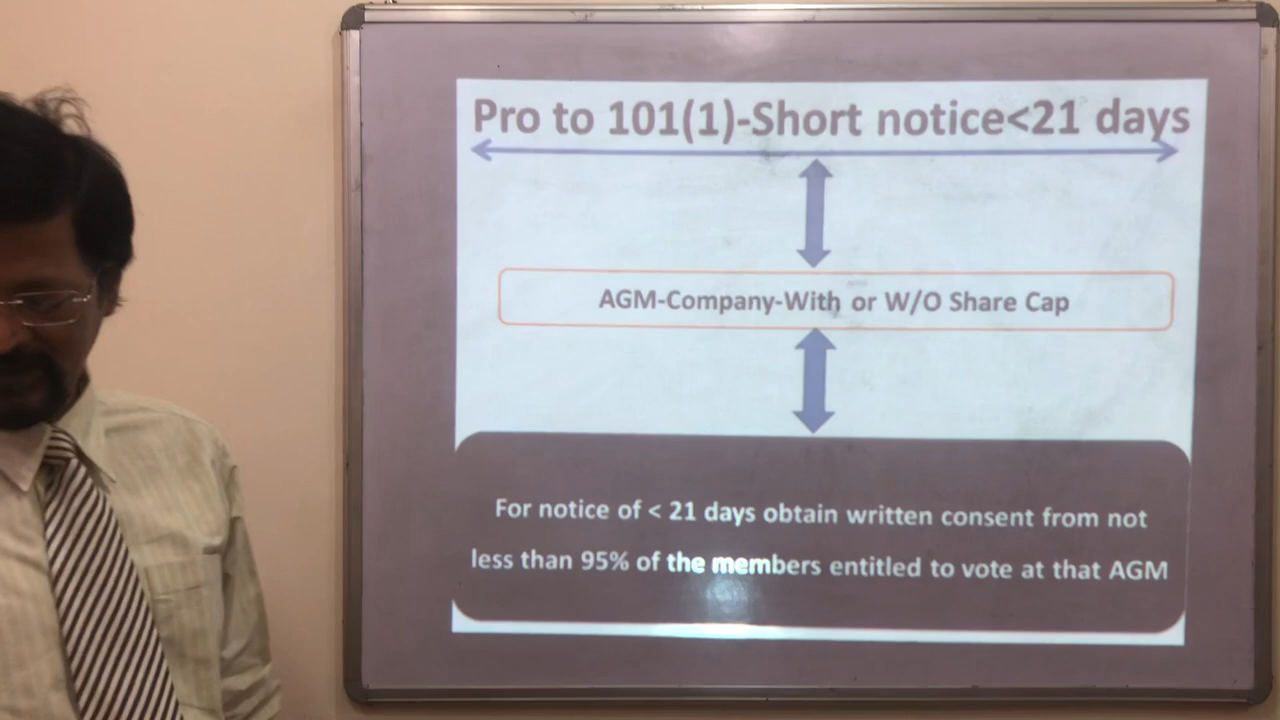 Pro to 101(1)-Short notice<21 days
AGM-Company-With or W/O Share Cap
For notice of < 21 days obtain written consent from not
less than 95% of the members entitled to vote at that AGM